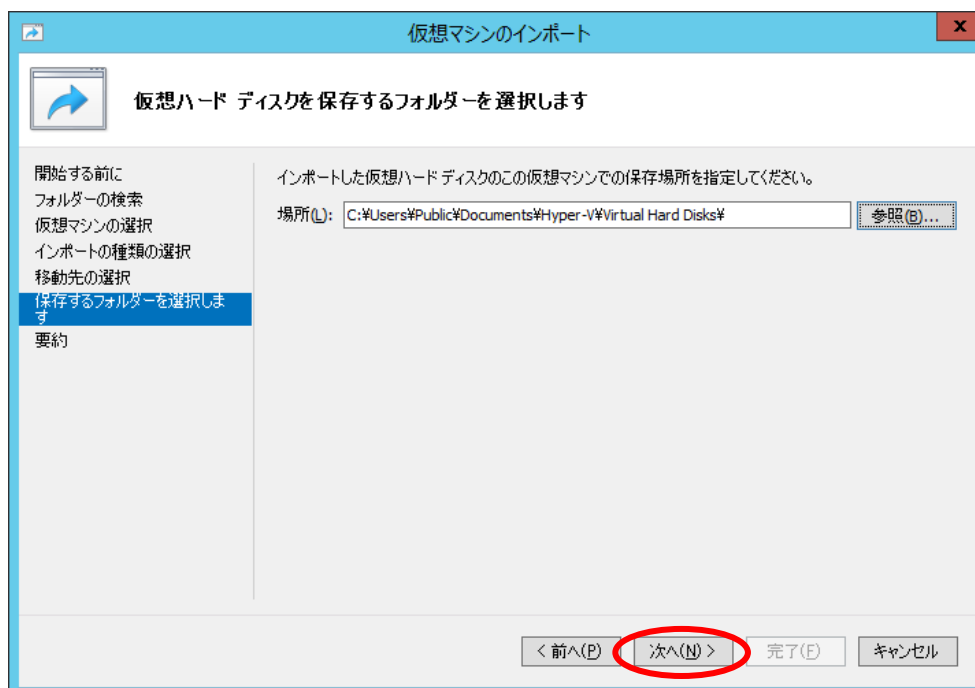 仮想マシンのインポート
x
仮想ハード ディスクを保存するフォルダーを選択します
開始する前に
フォルダーの検索
仮想マシンの選択
インポートの種類の選択
移動先の選択
保存するフォルダーを選択しま
す
要約
インポートした仮想ハード ディスクのこの仮想マシンでの保存場所を指定してください。
場所(L): C:¥Users¥Public¥Documents¥Hyper-V¥Virtual Hard Disks¥ 参照(B)...
< 前へ(P) 次へ(N) > 完了(F) キャンセル